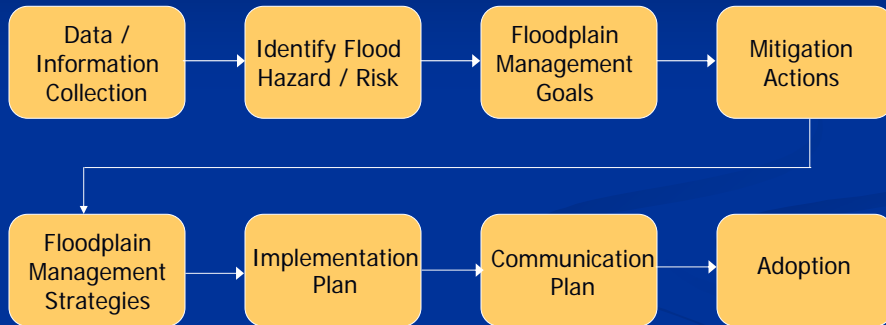 Data /
Information
Collection
Identify Flood
Hazard / Risk
Floodplain
Management
Goals
Mitigation
Actions
Floodplain
Management
Strategies
Implementation
Plan
Communication
Plan
Adoption